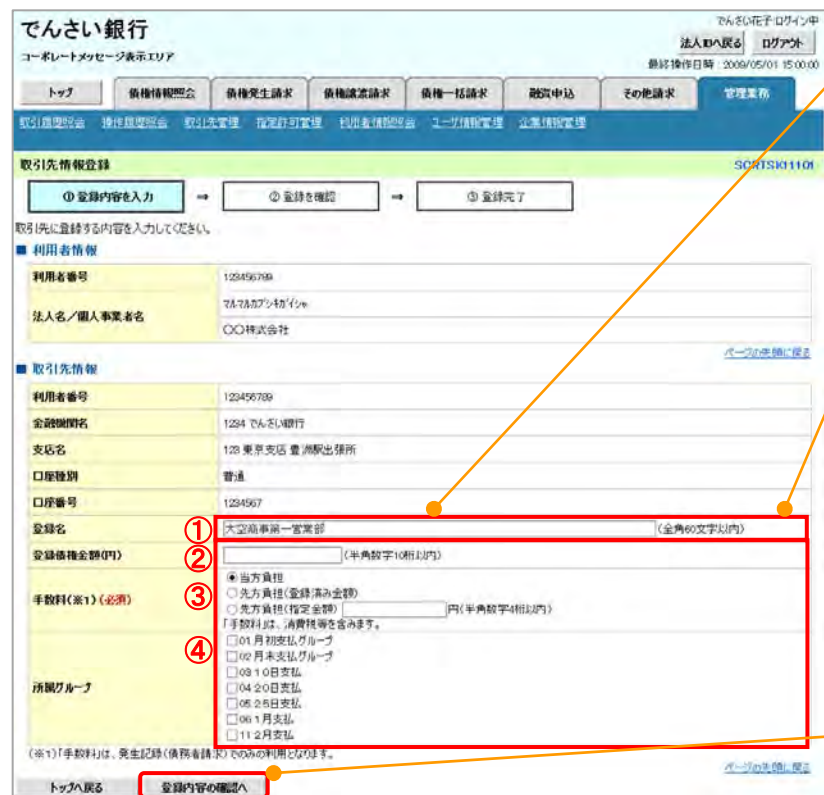 でんさい銀行
コーポレートメッセージ表示エリア
でんさい花子:ログイン中
法人IDへ戻る ログアウト
最終操作日時：2009/05/01 15:00:00
トップ 債権情報照会 債権発生請求 債権譲渡請求 債権一括請求 融資申込 その他請求 管理業務
取引履歴照会 操作履歴照会 取引先管理 指定許可管理 利用者情報照会 ユーザ情報管理 企業情報管理
取引先情報登録 SCRTSK11101
① 登録内容を入力 ⇒ ② 登録を確認 ⇒ ③ 登録完了
取引先に登録する内容を入力してください。
■ 利用者情報
利用者番号 123456789
法人名／個人事業者名 マルマルカブシキガイシャ
○○株式会社
ページの先頭に戻る
■ 取引先情報
利用者番号 123456789
金融機関名 1234 でんさい銀行
支店名 123 東京支店 豊洲駅出張所
口座種別 普通
口座番号 1234567
登録名 ① 大空商事第一営業部 (全角60文字以内)
登録債権金額(円) ② (半角数字10桁以内)
手数料(※1)(必須) ③ 当方負担
先方負担(登録済み金額)
先方負担(指定金額) 円(半角数字4桁以内)
「手数料」は、消費税等を含みます。
所属グループ ④ 01 月初支払グループ
02 月末支払グループ
03 10日支払
04 20日支払
05 25日支払
06 1月支払
11 2月支払
(※1)「手数料」は、発生記録(債務者請求)でのみの利用となります。
ページの先頭に戻る
トップへ戻る 登録内容の確認へ